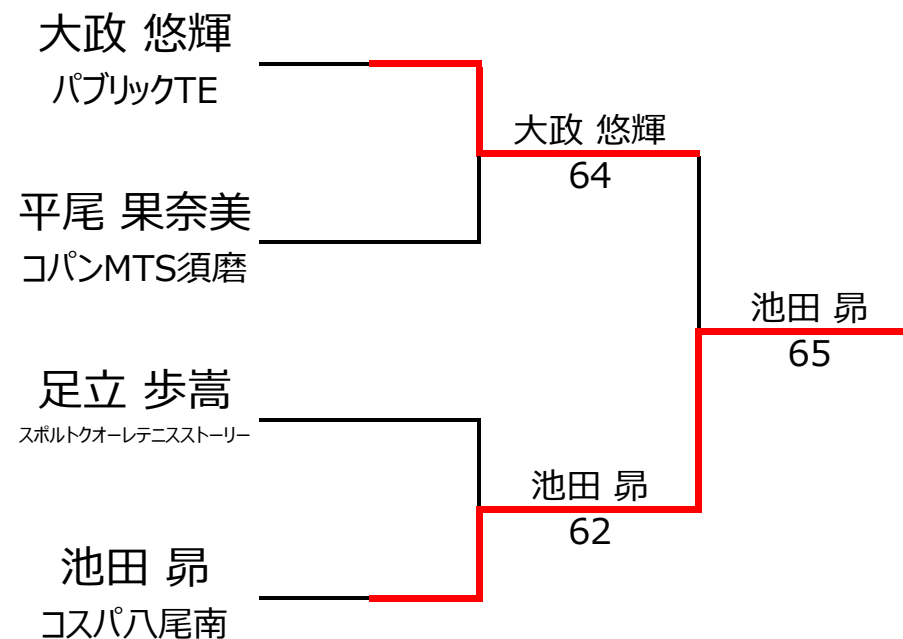 大政 悠輝
パブリックTE
大政 悠輝
64
平尾 果奈美
コパンMTS須磨
池田 昴
65
足立 歩嵩
スポルトクオーレテニスストーリー
池田 昴
62
池田 昴
コスパ八尾南